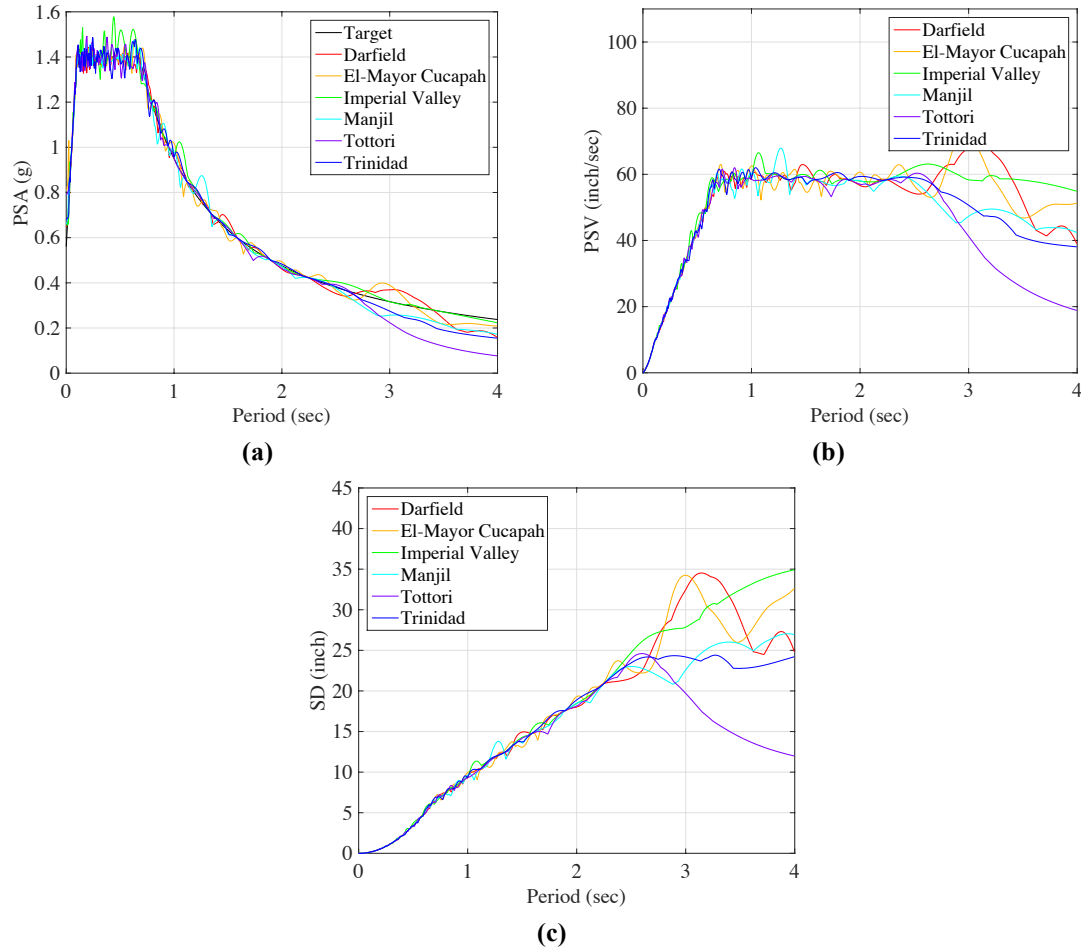 1.6
1.4
1.2
1
0.8
0.6
0.4
0.2
0
PSA (g)
Target
Darfield
El-Mayor Cucapah
Imperial Valley
Manjil
Tottori
Trinidad
0 1 2 3 4
Period (sec)
(a)
100
80
60
40
20
0
PSV (inch/sec)
Darfield
El-Mayor Cucapah
Imperial Valley
Manjil
Tottori
Trinidad
0 1 2 3 4
Period (sec)
(b)
45
40
35
30
25
20
15
10
5
0
SD (inch)
Darfield
El-Mayor Cucapah
Imperial Valley
Manjil
Tottori
Trinidad
0 1 2 3 4
Period (sec)
(c)